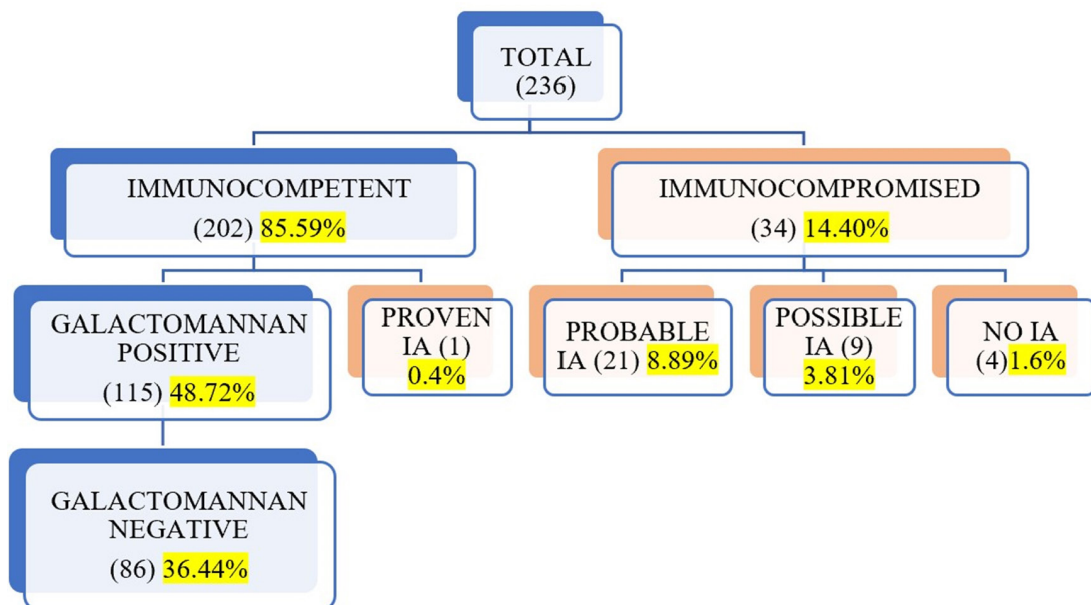 TOTAL
(236)
IMMUNOCOMPETENT
(202) 85.59%
IMMUNOCOMPROMISED
(34) 14.40%
GALACTOMANNAN
POSITIVE
(115) 48.72%
PROVEN
IA (1)
0.4%
PROBABLE
IA (21) 8.89%
POSSIBLE
IA (9)
3.81%
NO IA
(4)1.6%
GALACTOMANNAN
NEGATIVE
(86) 36.44%